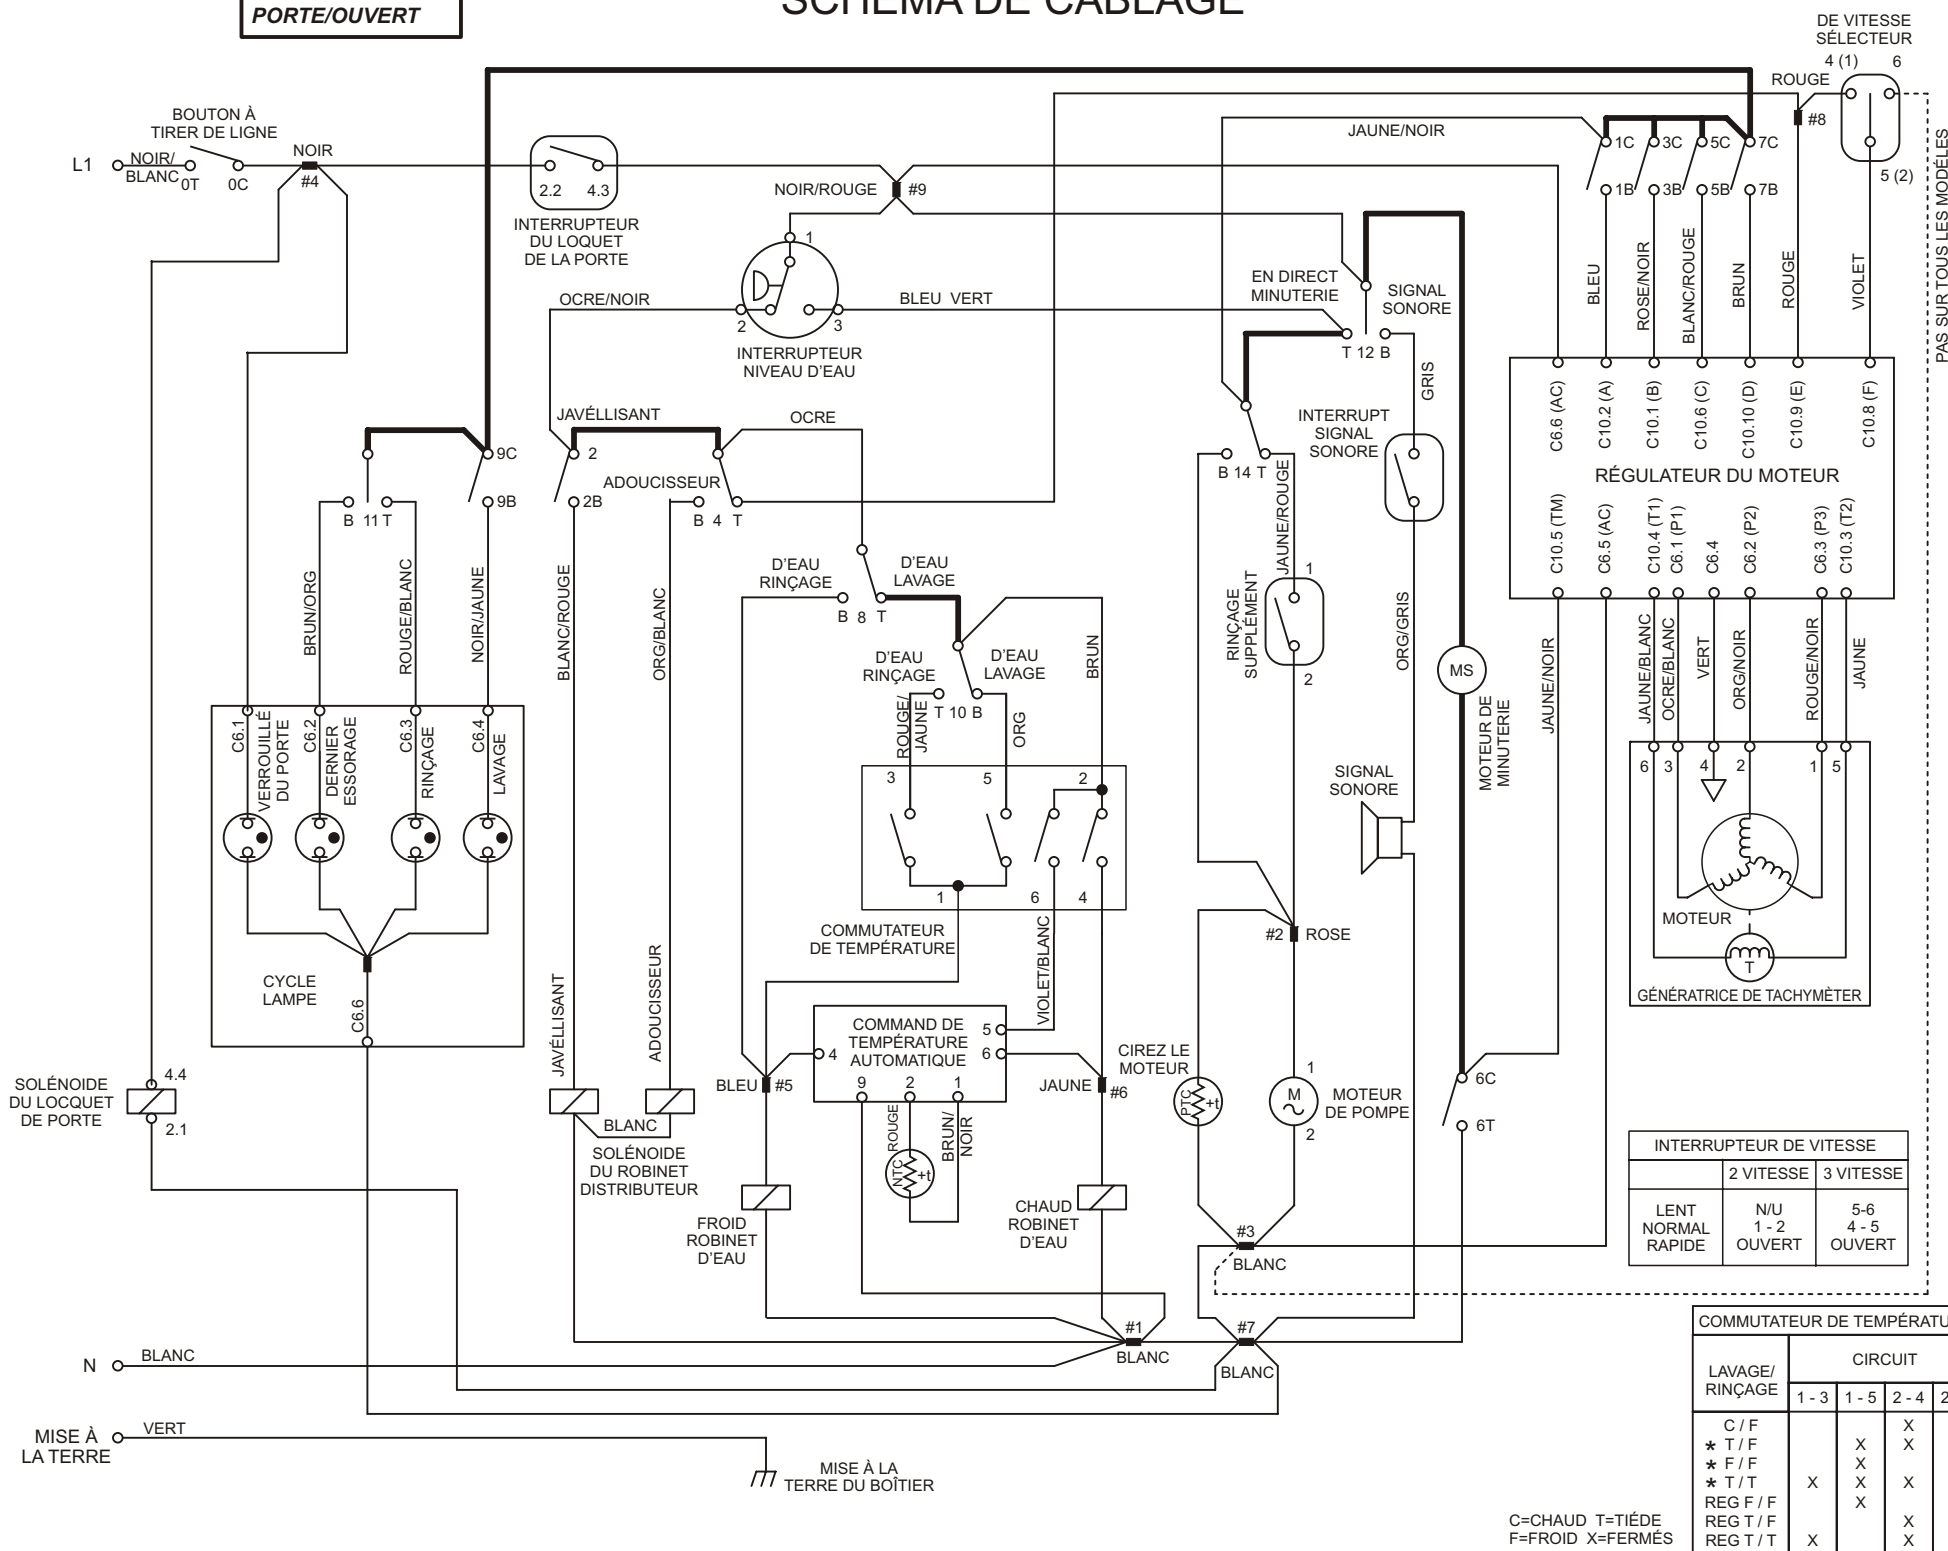 PORTE/OUVERT
SCHÉMA DE CÂBLAGE
DE VITESSE
SÉLECTEUR
4 (1)
6
ROUGE
#8
5 (2)
PAS SUR TOUS LES MODÈLES
BOUTON À
TIRER DE LIGNE
L1
NOIR/
BLANC
0T
0C
NOIR
#4
2.2
4.3
INTERRUPTEUR
DU LOQUET
DE LA PORTE
NOIR/ROUGE
#9
JAUNE/NOIR
1C
3C
5C
7C
1B
3B
5B
7B
BLEU
ROSE/NOIR
BLANC/ROUGE
BRUN
ROUGE
VIOLET
1
2
3
OCRE/NOIR
BLEU VERT
INTERRUPTEUR
NIVEAU D'EAU
EN DIRECT
MINUTERIE
SIGNAL
SONORE
T 12 B
GRIS
INTERRUPT
SIGNAL
SONORE
B 14 T
JAUNE/ROUGE
C6.6 (AC)
C10.2 (A)
C10.1 (B)
C10.6 (C)
C10.10 (D)
C10.9 (E)
C10.8 (F)
RÉGULATEUR DU MOTEUR
C10.5 (TM)
C6.5 (AC)
C10.4 (T1)
C6.1 (P1)
C6.4
C6.2 (P2)
C6.3 (P3)
C10.3 (T2)
JAVÉLLISANT
OCRE
9C
9B
2
2B
ADOUCISSEUR
B 4 T
B 11 T
BRUN/ORG
ROUGE/BLANC
NOIR/JAUNE
BLANC/ROUGE
ORG/BLANC
D'EAU
RINÇAGE
D'EAU
LAVAGE
B 8 T
D'EAU
RINÇAGE
D'EAU
LAVAGE
T 10 B
ROUGE/
JAUNE
ORG
BRUN
RINÇAGE
SUPPLÉMENT
1
2
ORG/GRIS
MS
MOTEUR DE
MINUTERIE
JAUNE/NOIR
JAUNE/BLANC
OCRE/BLANC
VERT
ORG/NOIR
ROUGE/NOIR
JAUNE
6
3
4
2
1
5
MOTEUR
T
GÉNÉRATRICE DE TACHYMÈTER
C6.1
VERROUILLÉ
DU PORTE
C6.2
DERNIER
ESSORAGE
C6.3
RINÇAGE
C6.4
LAVAGE
CYCLE
LAMPE
C6.6
3
5
2
1
6
4
COMMUTATEUR
DE TEMPÉRATURE
VIOLET/BLANC
SIGNAL
SONORE
#2
ROSE
JAVÉLLISANT
ADOUCISSEUR
COMMAND DE
TEMPÉRATURE
AUTOMATIQUE
5
4
6
9
2
1
BLEU
#5
JAUNE
#6
ROUGE
BRUN/
NOIR
NTC
+t
CIREZ LE
MOTEUR
PTC
+t
1
M
2
MOTEUR
DE POMPE
6C
6T
SOLÉNOIDE
DU LOCQUET
DE PORTE
4.4
2.1
BLANC
SOLÉNOIDE
DU ROBINET
DISTRIBUTEUR
FROID
ROBINET
D'EAU
CHAUD
ROBINET
D'EAU
#3
BLANC
INTERRUPTEUR DE VITESSE
2 VITESSE 3 VITESSE
LENT N/U 5-6
NORMAL 1 - 2 4 - 5
RAPIDE OUVERT OUVERT
#1
BLANC
#7
BLANC
N
BLANC
MISE À
LA TERRE
VERT
MISE À LA
TERRE DU BOÎTIER
COMMUTATEUR DE TEMPÉRATU
LAVAGE/
RINÇAGE
CIRCUIT
1 - 3 1 - 5 2 - 4 2
C / F X
* T / F X X
* F / F X
* T / T X X X
REG F / F X
REG T / F X
REG T / T X X
C=CHAUD T=TIÉDE
F=FROID X=FERMÉS